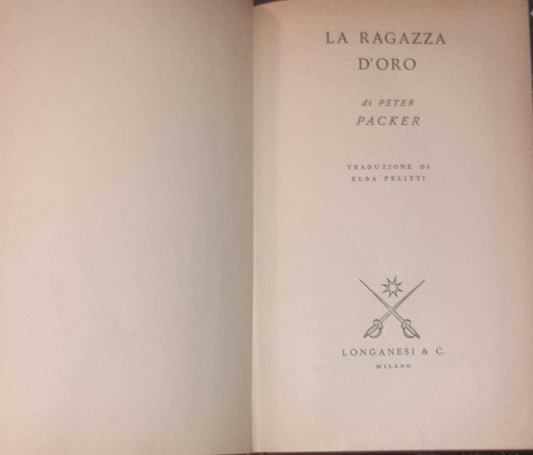 LA RAGAZZA
D'ORO
di PETER
PACKER
TRADUZIONE DI
ELSA PELITTI
LONGANESI & C.
MILANO